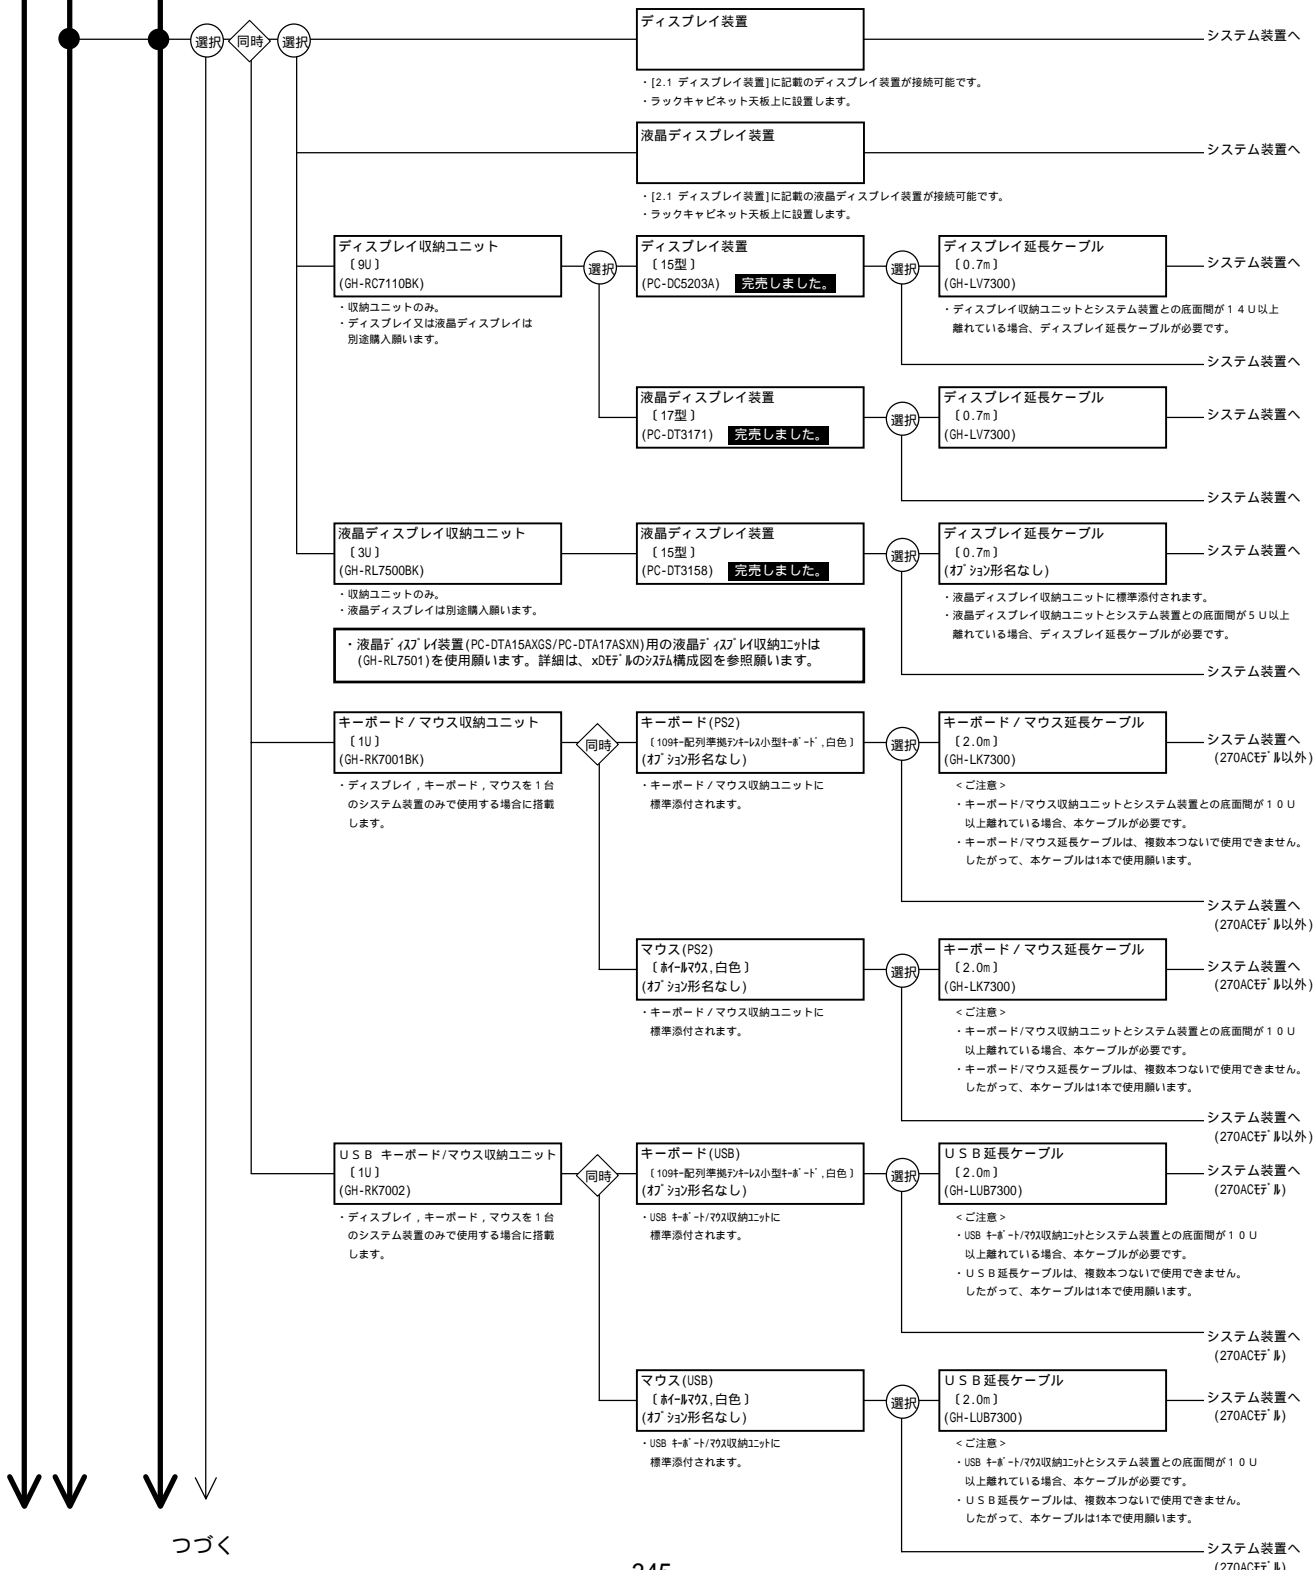 選択 同時 選択
ディスプレイ装置
システム装置へ
・[2.1 ディスプレイ装置]に記載のディスプレイ装置が接続可能です。
・ラックキャビネット天板上に設置します。
液晶ディスプレイ装置
システム装置へ
・[2.1 ディスプレイ装置]に記載の液晶ディスプレイ装置が接続可能です。
・ラックキャビネット天板上に設置します。
ディスプレイ収納ユニット
〔9U〕
(GH-RC7110BK)
・収納ユニットのみ。
・ディスプレイ又は液晶ディスプレイは
別途購入願います。
選択
ディスプレイ装置
〔15型〕
(PC-DC5203A) 完売しました。
選択
ディスプレイ延長ケーブル
〔0.7m〕
(GH-LV7300)
システム装置へ
・ディスプレイ収納ユニットとシステム装置との底面間が14U以上
離れている場合、ディスプレイ延長ケーブルが必要です。
システム装置へ
液晶ディスプレイ装置
〔17型〕
(PC-DT3171) 完売しました。
選択
ディスプレイ延長ケーブル
〔0.7m〕
(GH-LV7300)
システム装置へ
システム装置へ
液晶ディスプレイ収納ユニット
〔3U〕
(GH-RL7500BK)
・収納ユニットのみ。
・液晶ディスプレイは別途購入願います。
液晶ディスプレイ装置
〔15型〕
(PC-DT3158) 完売しました。
選択
ディスプレイ延長ケーブル
〔0.7m〕
(ｵﾌﾟｼｮﾝ形名なし)
システム装置へ
・液晶ディスプレイ収納ユニットに標準添付されます。
・液晶ディスプレイ収納ユニットとシステム装置との底面間が5U以上
離れている場合、ディスプレイ延長ケーブルが必要です。
システム装置へ
・液晶ﾃﾞｨｽﾌﾟﾚｲ装置(PC-DTA15AXGS/PC-DTA17ASXN)用の液晶ﾃﾞｨｽﾌﾟﾚｲ収納ﾕﾆｯﾄは
(GH-RL7501)を使用願います。詳細は、xDﾓﾃﾞﾙのｼｽﾃﾑ構成図を参照願います。
キーボード/マウス収納ユニット
〔1U〕
(GH-RK7001BK)
・ディスプレイ,キーボード,マウスを1台
のシステム装置のみで使用する場合に搭載
します。
同時
キーボード(PS2)
〔109ｷｰ配列準拠ﾃﾝｷｰﾚｽ小型ｷｰﾎﾞｰﾄﾞ,白色〕
(ｵﾌﾟｼｮﾝ形名なし)
・キーボード/マウス収納ユニットに
標準添付されます。
選択
キーボード/マウス延長ケーブル
〔2.0m〕
(GH-LK7300)
システム装置へ
(270ACﾓﾃﾞﾙ以外)
<ご注意>
・キーボード/マウス収納ユニットとシステム装置との底面間が10U
以上離れている場合、本ケーブルが必要です。
・キーボード/マウス延長ケーブルは、複数本つないで使用できません。
したがって、本ケーブルは1本で使用願います。
システム装置へ
(270ACﾓﾃﾞﾙ以外)
マウス(PS2)
〔ﾎｲｰﾙﾏｳｽ,白色〕
(ｵﾌﾟｼｮﾝ形名なし)
・キーボード/マウス収納ユニットに
標準添付されます。
選択
キーボード/マウス延長ケーブル
〔2.0m〕
(GH-LK7300)
システム装置へ
(270ACﾓﾃﾞﾙ以外)
<ご注意>
・キーボード/マウス収納ユニットとシステム装置との底面間が10U
以上離れている場合、本ケーブルが必要です。
・キーボード/マウス延長ケーブルは、複数本つないで使用できません。
したがって、本ケーブルは1本で使用願います。
システム装置へ
(270ACﾓﾃﾞﾙ以外)
USB キーボード/マウス収納ユニット
〔1U〕
(GH-RK7002)
・ディスプレイ,キーボード,マウスを1台
のシステム装置のみで使用する場合に搭載
します。
同時
キーボード(USB)
〔109ｷｰ配列準拠ﾃﾝｷｰﾚｽ小型ｷｰﾎﾞｰﾄﾞ,白色〕
(ｵﾌﾟｼｮﾝ形名なし)
・USB ｷｰﾎﾞｰﾄﾞ/ﾏｳｽ収納ﾕﾆｯﾄに
標準添付されます。
選択
USB延長ケーブル
〔2.0m〕
(GH-LUB7300)
システム装置へ
(270ACﾓﾃﾞﾙ)
<ご注意>
・USB ｷｰﾎﾞｰﾄﾞ/ﾏｳｽ収納ﾕﾆｯﾄとシステム装置との底面間が10U
以上離れている場合、本ケーブルが必要です。
・USB延長ケーブルは、複数本つないで使用できません。
したがって、本ケーブルは1本で使用願います。
システム装置へ
(270ACﾓﾃﾞﾙ)
マウス(USB)
〔ﾎｲｰﾙﾏｳｽ,白色〕
(ｵﾌﾟｼｮﾝ形名なし)
・USB ｷｰﾎﾞｰﾄﾞ/ﾏｳｽ収納ﾕﾆｯﾄに
標準添付されます。
選択
USB延長ケーブル
〔2.0m〕
(GH-LUB7300)
システム装置へ
(270ACﾓﾃﾞﾙ)
<ご注意>
・USB ｷｰﾎﾞｰﾄﾞ/ﾏｳｽ収納ﾕﾆｯﾄとシステム装置との底面間が10U
以上離れている場合、本ケーブルが必要です。
・USB延長ケーブルは、複数本つないで使用できません。
したがって、本ケーブルは1本で使用願います。
システム装置へ
(270ACﾓﾃﾞﾙ)
つづく